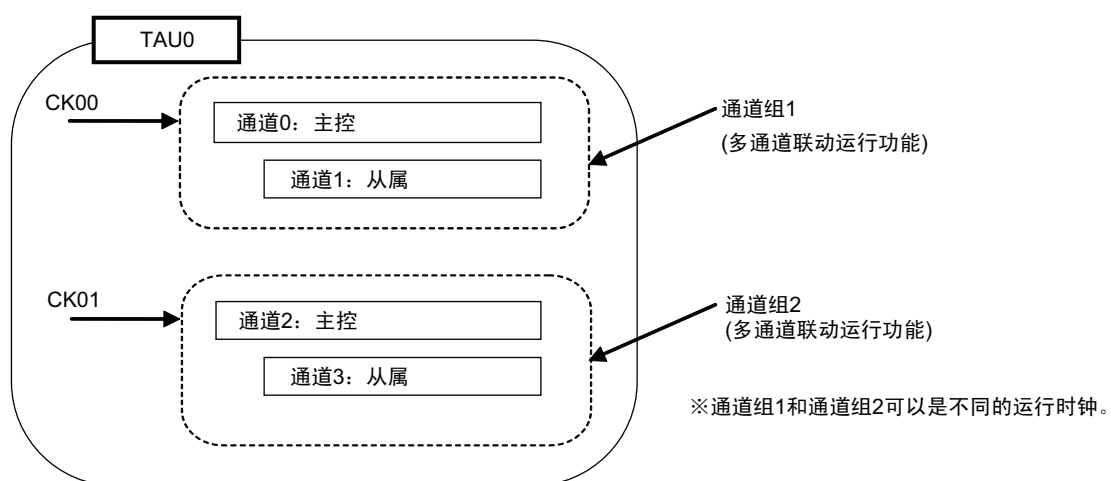 TAU0
CK00
通道0：主控
通道1：从属
通道组1
(多通道联动运行功能)
CK01
通道2：主控
通道3：从属
通道组2
(多通道联动运行功能)
※通道组1和通道组2可以是不同的运行时钟。